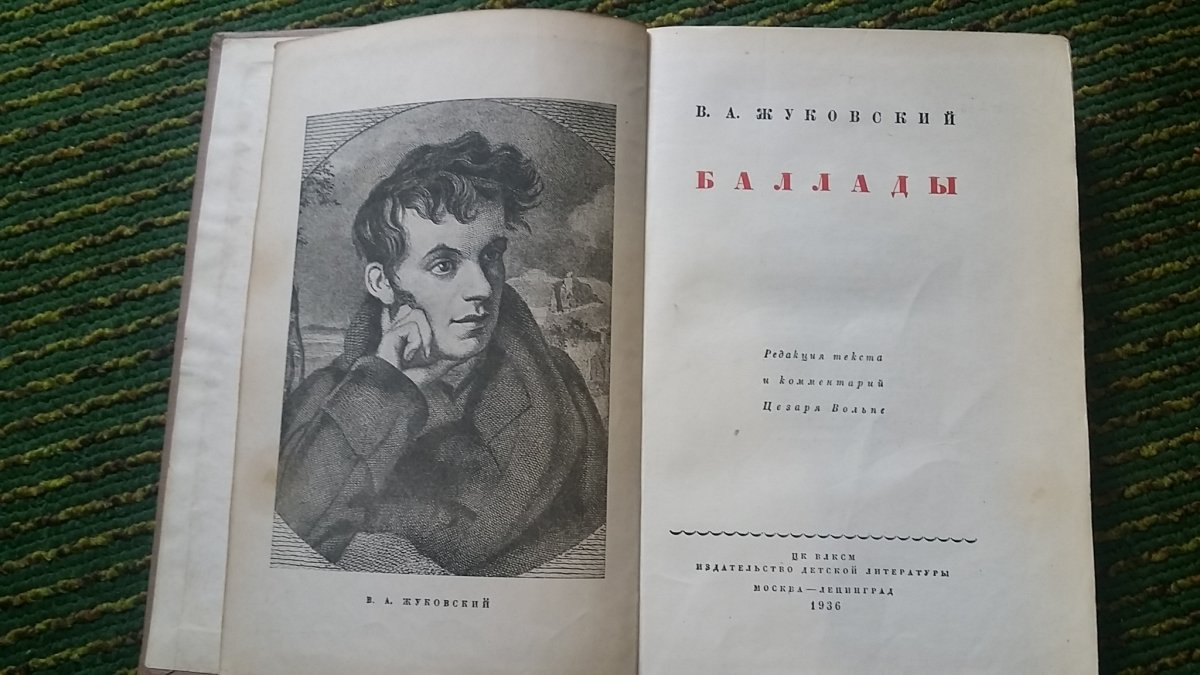 В. А. ЖУКОВСКИЙ
В. А. ЖУКОВСКИЙ
БАЛЛАДЫ
Редакция текста
и комментарий
Цезаря Вольпе
ЦК ВЛКСМ
ИЗДАТЕЛЬСТВО ДЕТСКОЙ ЛИТЕРАТУРЫ
МОСКВА — ЛЕНИНГРАД
1936